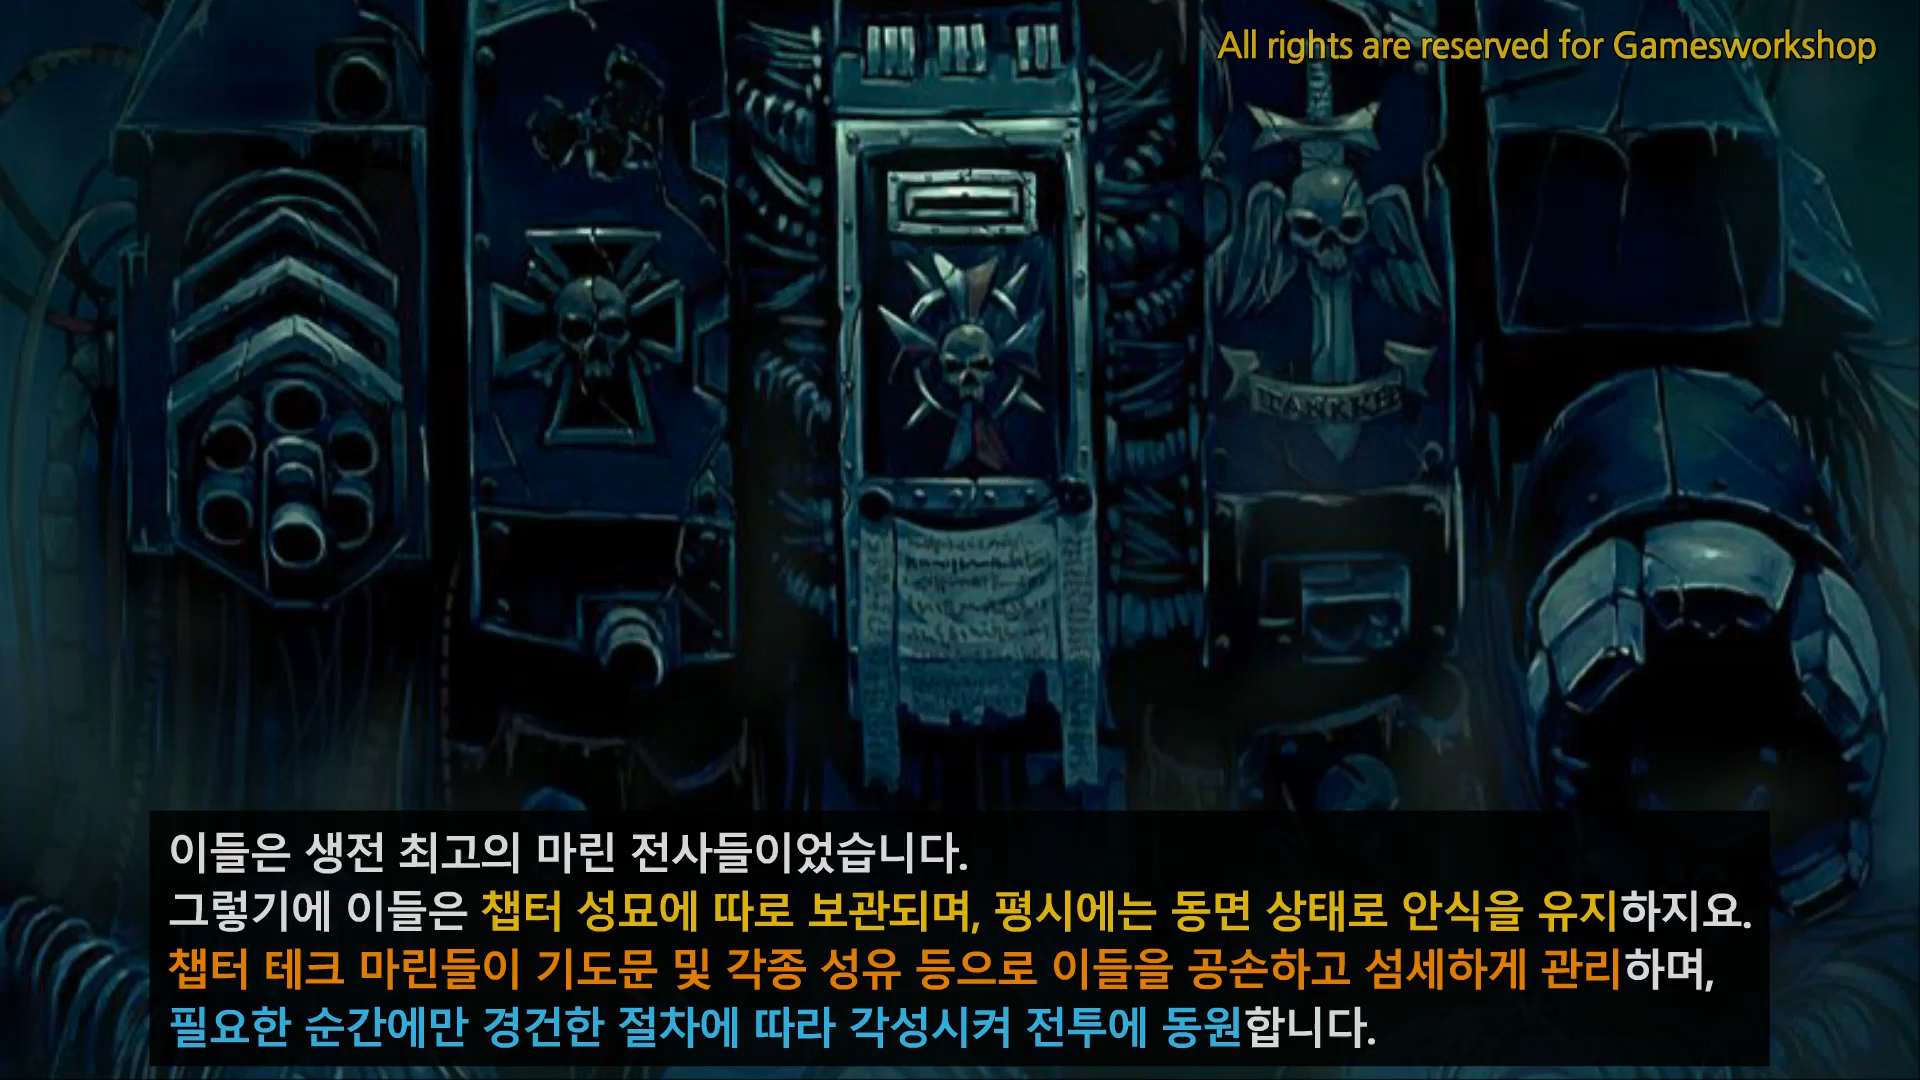 All rights are reserved for Gamesworkshop
이들은 생전 최고의 마린 전사들이었습니다.
그렇기에 이들은 챕터 성묘에 따로 보관되며, 평시에는 동면 상태로 안식을 유지하지요.
챕터 테크 마린들이 기도문 및 각종 성유 등으로 이들을 공손하고 섬세하게 관리하며,
필요한 순간에만 경건한 절차에 따라 각성시켜 전투에 동원합니다.